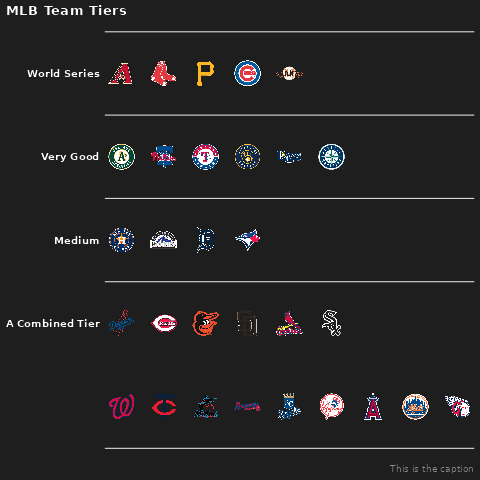 MLB Team Tiers
World Series
Very Good
Medium
A Combined Tier
This is the caption